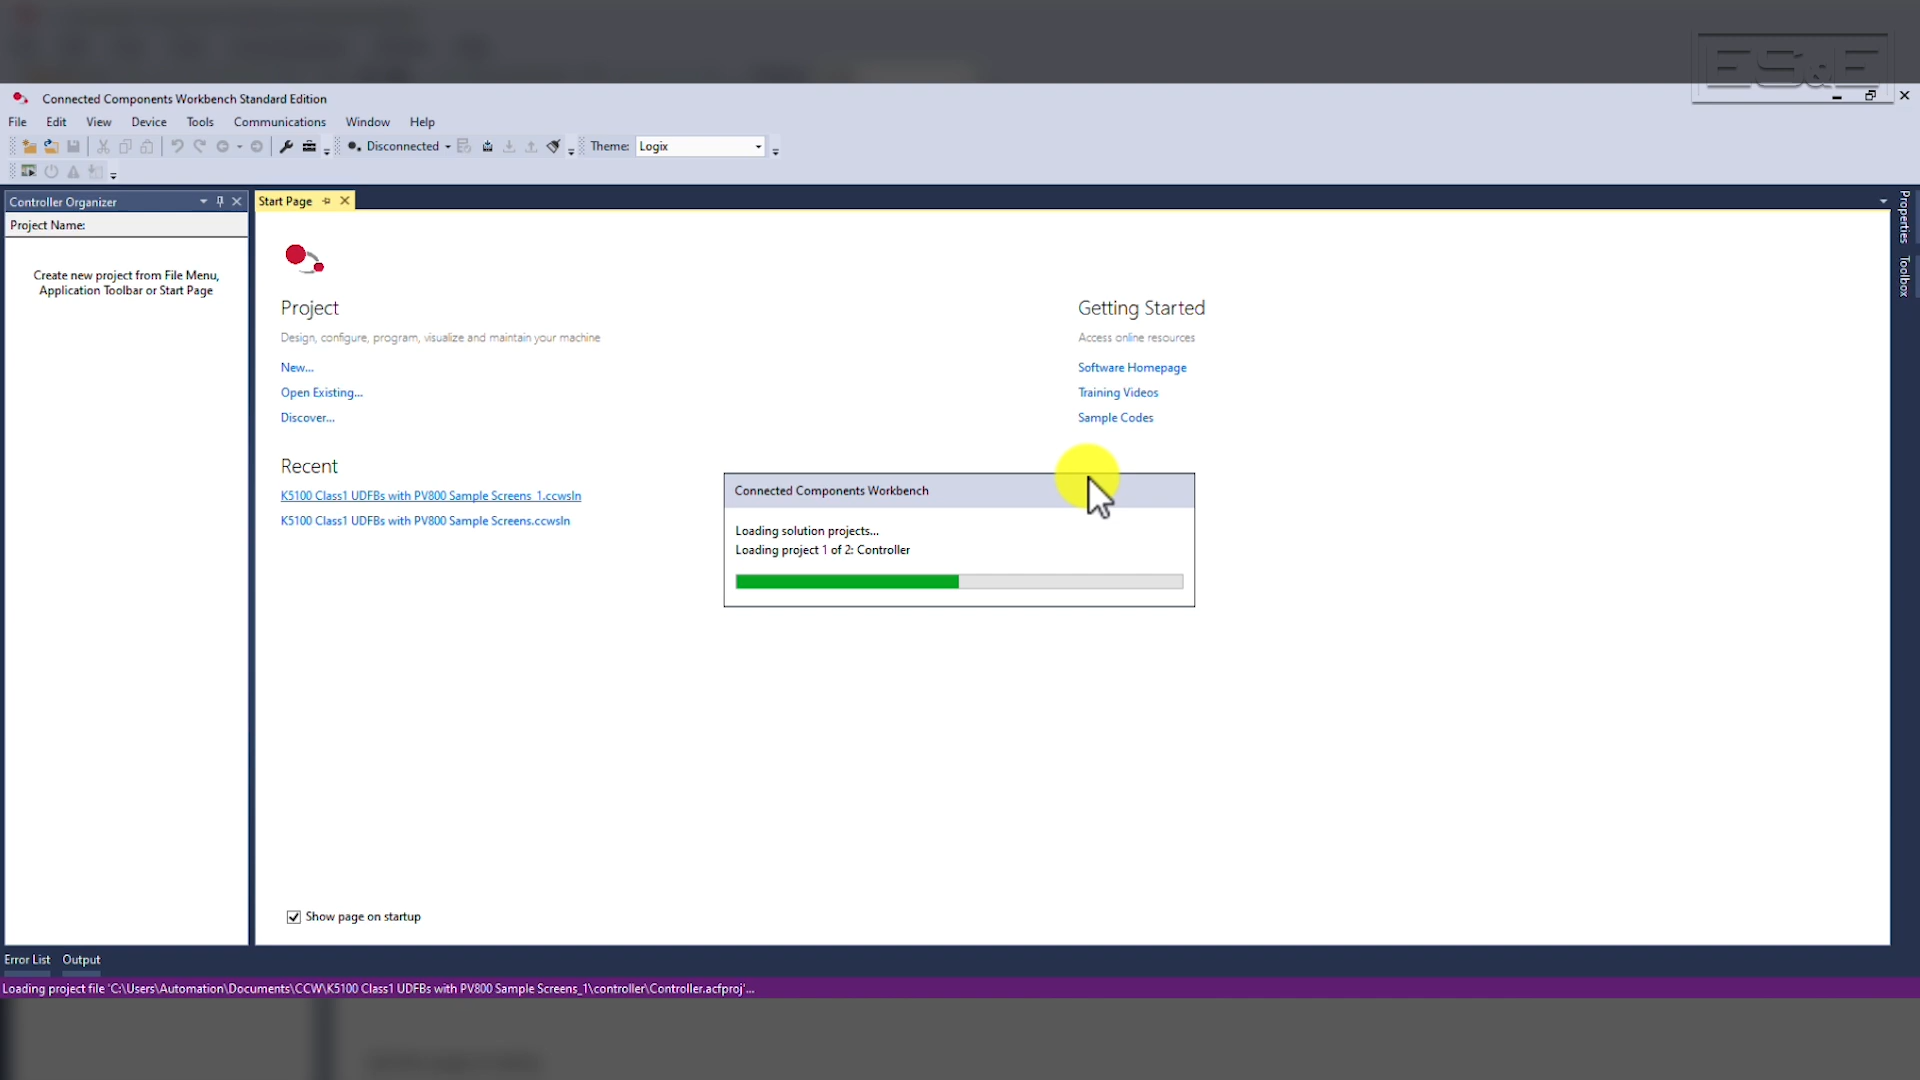 ES&E
Connected Components Workbench Standard Edition
File Edit View Device Tools Communications Window Help
Disconnected Theme: Logix
Controller Organizer
Project Name:
Create new project from File Menu,
Application Toolbar or Start Page
Start Page
Project
Design, configure, program, visualize and maintain your machine
New...
Open Existing...
Discover...
Recent
K5100 Class1 UDFBs with PV800 Sample Screens_1.ccwsln
K5100 Class1 UDFBs with PV800 Sample Screens.ccwsln
Getting Started
Access online resources
Software Homepage
Training Videos
Sample Codes
Connected Components Workbench
Loading solution projects...
Loading project 1 of 2: Controller
Show page on startup
Properties
Toolbox
Error List Output
Loading project file 'C:\Users\Automation\Documents\CCW\K5100 Class1 UDFBs with PV800 Sample Screens_1\controller\Controller.acfproj'...